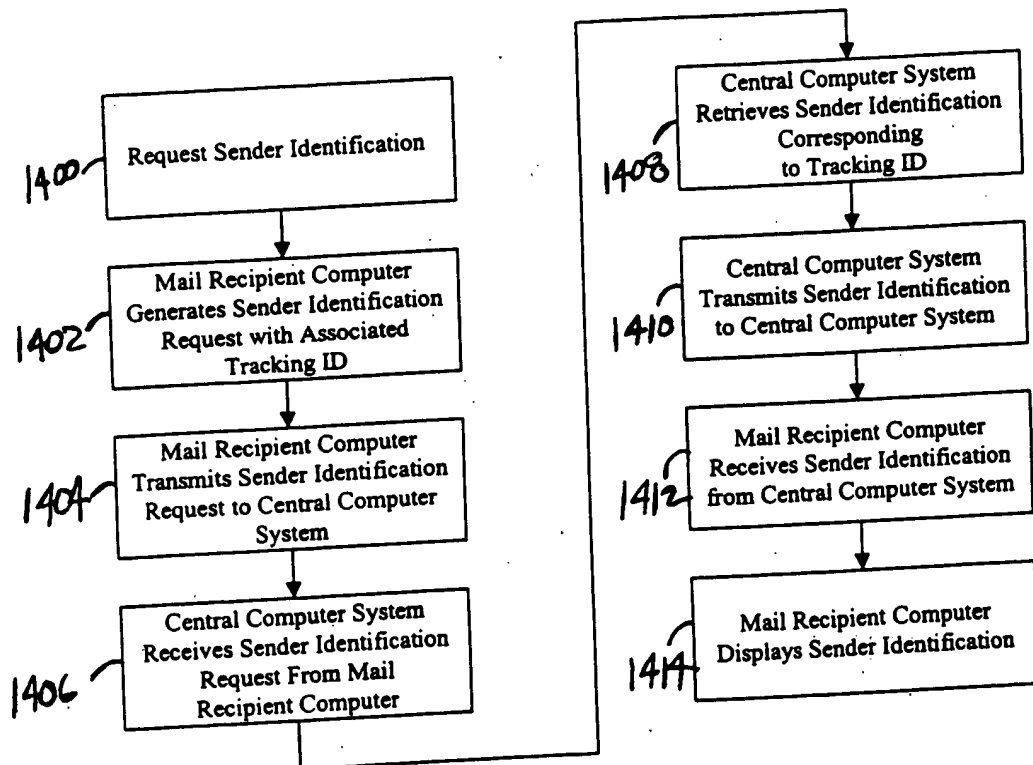 1400
Request Sender Identification
1402
Mail Recipient Computer
Generates Sender Identification
Request with Associated
Tracking ID
1404
Mail Recipient Computer
Transmits Sender Identification
Request to Central Computer
System
1406
Central Computer System
Receives Sender Identification
Request From Mail
Recipient Computer
1408
Central Computer System
Retrieves Sender Identification
Corresponding
to Tracking ID
1410
Central Computer System
Transmits Sender Identification
to Central Computer System
1412
Mail Recipient Computer
Receives Sender Identification
from Central Computer System
1414
Mail Recipient Computer
Displays Sender Identification